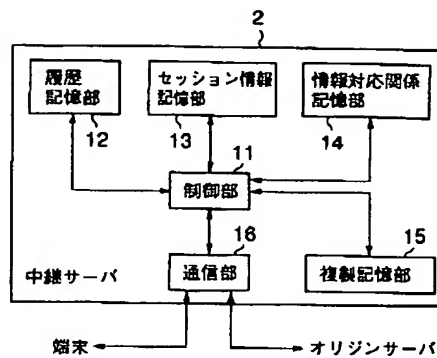 2
履歴
記憶部
12
セッション情報
記憶部
13
情報対応関係
記憶部
14
11
制御部
16
通信部
15
複製記憶部
中継サーバ
端末
オリジンサーバ